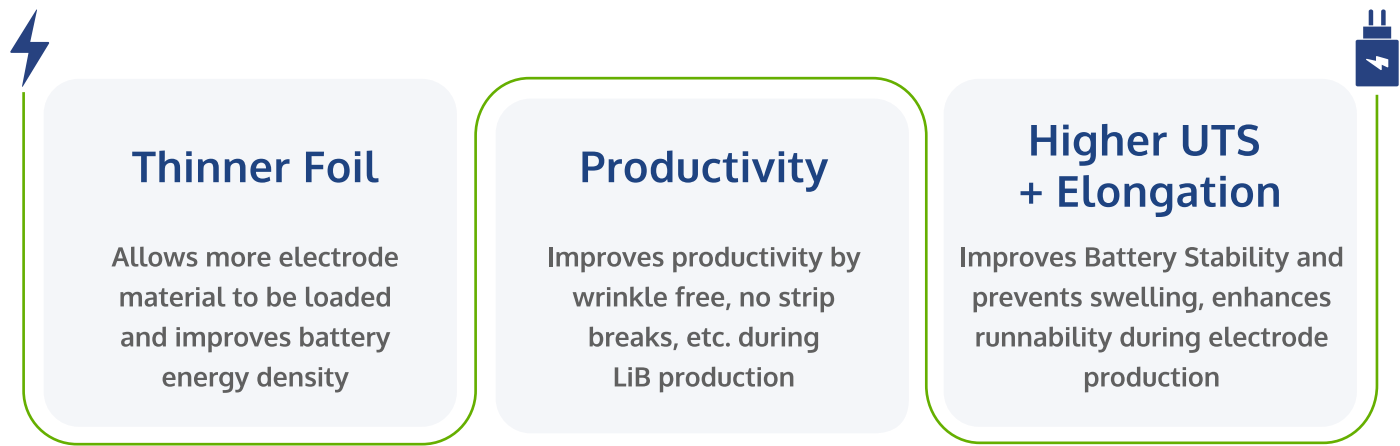 Thinner Foil
Allows more electrode
material to be loaded
and improves battery
energy density
Productivity
Improves productivity by
wrinkle free, no strip
breaks, etc. during
LiB production
Higher UTS
+ Elongation
Improves Battery Stability and
prevents swelling, enhances
runnability during electrode
production